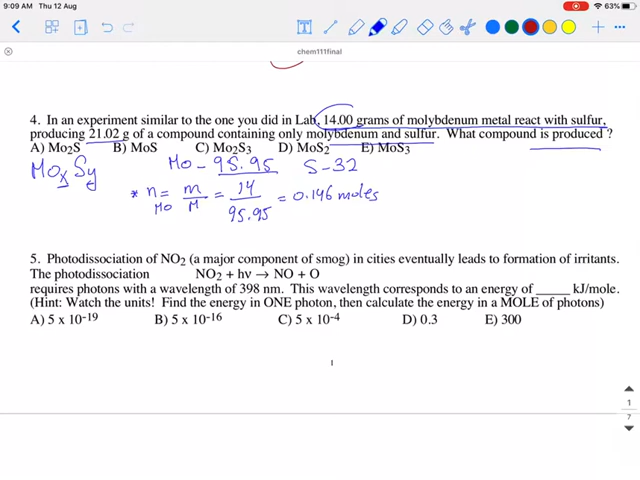 9:09 AM Thu 12 Aug
63%
chem111final
4. In an experiment similar to the one you did in Lab, 14.00 grams of molybdenum metal react with sulfur,
producing 21.02 g of a compound containing only molybdenum and sulfur. What compound is produced ?
A) Mo₂S B) MoS C) Mo₂S₃ D) MoS₂ E) MoS₃
MoxSy Mo - 95.95 S - 32
* nMo = m/M = 14/95.95 = 0.146 moles
5. Photodissociation of NO₂ (a major component of smog) in cities eventually leads to formation of irritants.
The photodissociation NO₂ + hν → NO + O
requires photons with a wavelength of 398 nm. This wavelength corresponds to an energy of _____ kJ/mole.
(Hint: Watch the units! Find the energy in ONE photon, then calculate the energy in a MOLE of photons)
A) 5 x 10⁻¹⁹ B) 5 x 10⁻¹⁶ C) 5 x 10⁻⁴ D) 0.3 E) 300
1
1
7